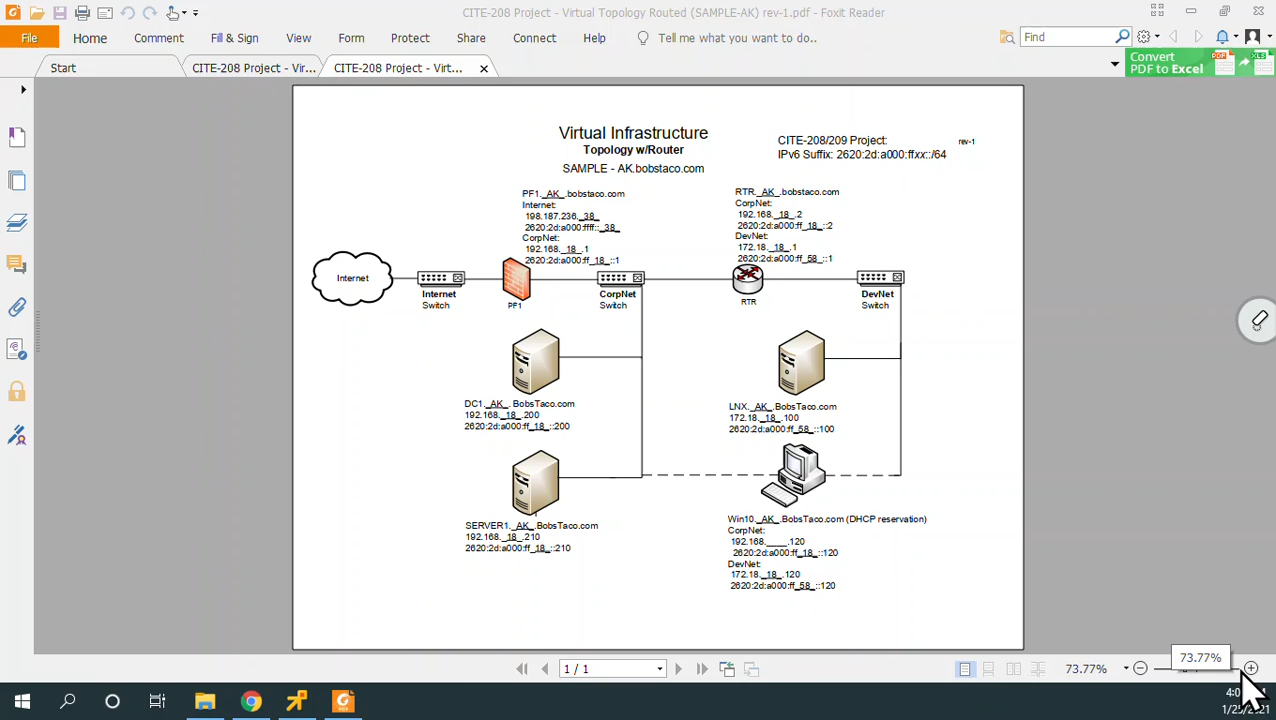 CITE-208 Project - Virtual Topology Routed (SAMPLE-AK) rev-1.pdf - Foxit Reader
File Home Comment Fill & Sign View Form Protect Share Connect Help Tell me what you want to do.. Find
Start CITE-208 Project - Vir... CITE-208 Project - Virt...
Convert
PDF to Excel
Virtual Infrastructure
Topology w/Router
SAMPLE - AK.bobstaco.com
CITE-208/209 Project:
IPv6 Suffix: 2620:2d:a000:ffxx::/64
rev-1
PF1._AK_.bobstaco.com
Internet:
198.187.236._38_
2620:2d:a000:ffff::_38_
CorpNet:
192.168._18_.1
2620:2d:a000:ff_18_::1
RTR._AK_.bobstaco.com
CorpNet:
192.168._18_.2
2620:2d:a000:ff_18_::2
DevNet:
172.18._18_.1
2620:2d:a000:ff_58_::1
Internet
Internet
Switch
PF1
CorpNet
Switch
RTR
DevNet
Switch
DC1._AK_.BobsTaco.com
192.168._18_.200
2620:2d:a000:ff_18_::200
LNX._AK_.BobsTaco.com
172.18._18_.100
2620:2d:a000:ff_58_::100
SERVER1._AK_.BobsTaco.com
192.168._18_.210
2620:2d:a000:ff_18_::210
Win10._AK_.BobsTaco.com (DHCP reservation)
CorpNet:
192.168.____.120
2620:2d:a000:ff_18_::120
DevNet:
172.18._18_.120
2620:2d:a000:ff_58_::120
73.77%
1 / 1
73.77%
1/25/2021